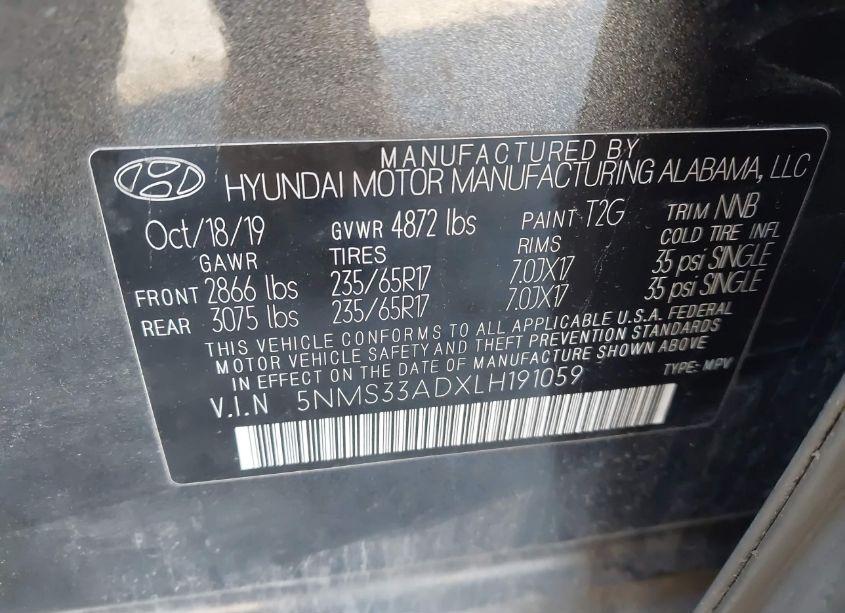 MANUFACTURED BY
HYUNDAI MOTOR MANUFACTURING ALABAMA, LLC
Oct/18/19 GVWR 4872 lbs PAINT T2G TRIM NNB
GAWR TIRES RIMS COLD TIRE INFL
FRONT 2866 lbs 235/65R17 7.0JX17 35 psi SINGLE
REAR 3075 lbs 235/65R17 7.0JX17 35 psi SINGLE
THIS VEHICLE CONFORMS TO ALL APPLICABLE U.S.A. FEDERAL
MOTOR VEHICLE SAFETY AND THEFT PREVENTION STANDARDS
IN EFFECT ON THE DATE OF MANUFACTURE SHOWN ABOVE
V.I.N 5NMS33ADXLH191059 TYPE: MPV